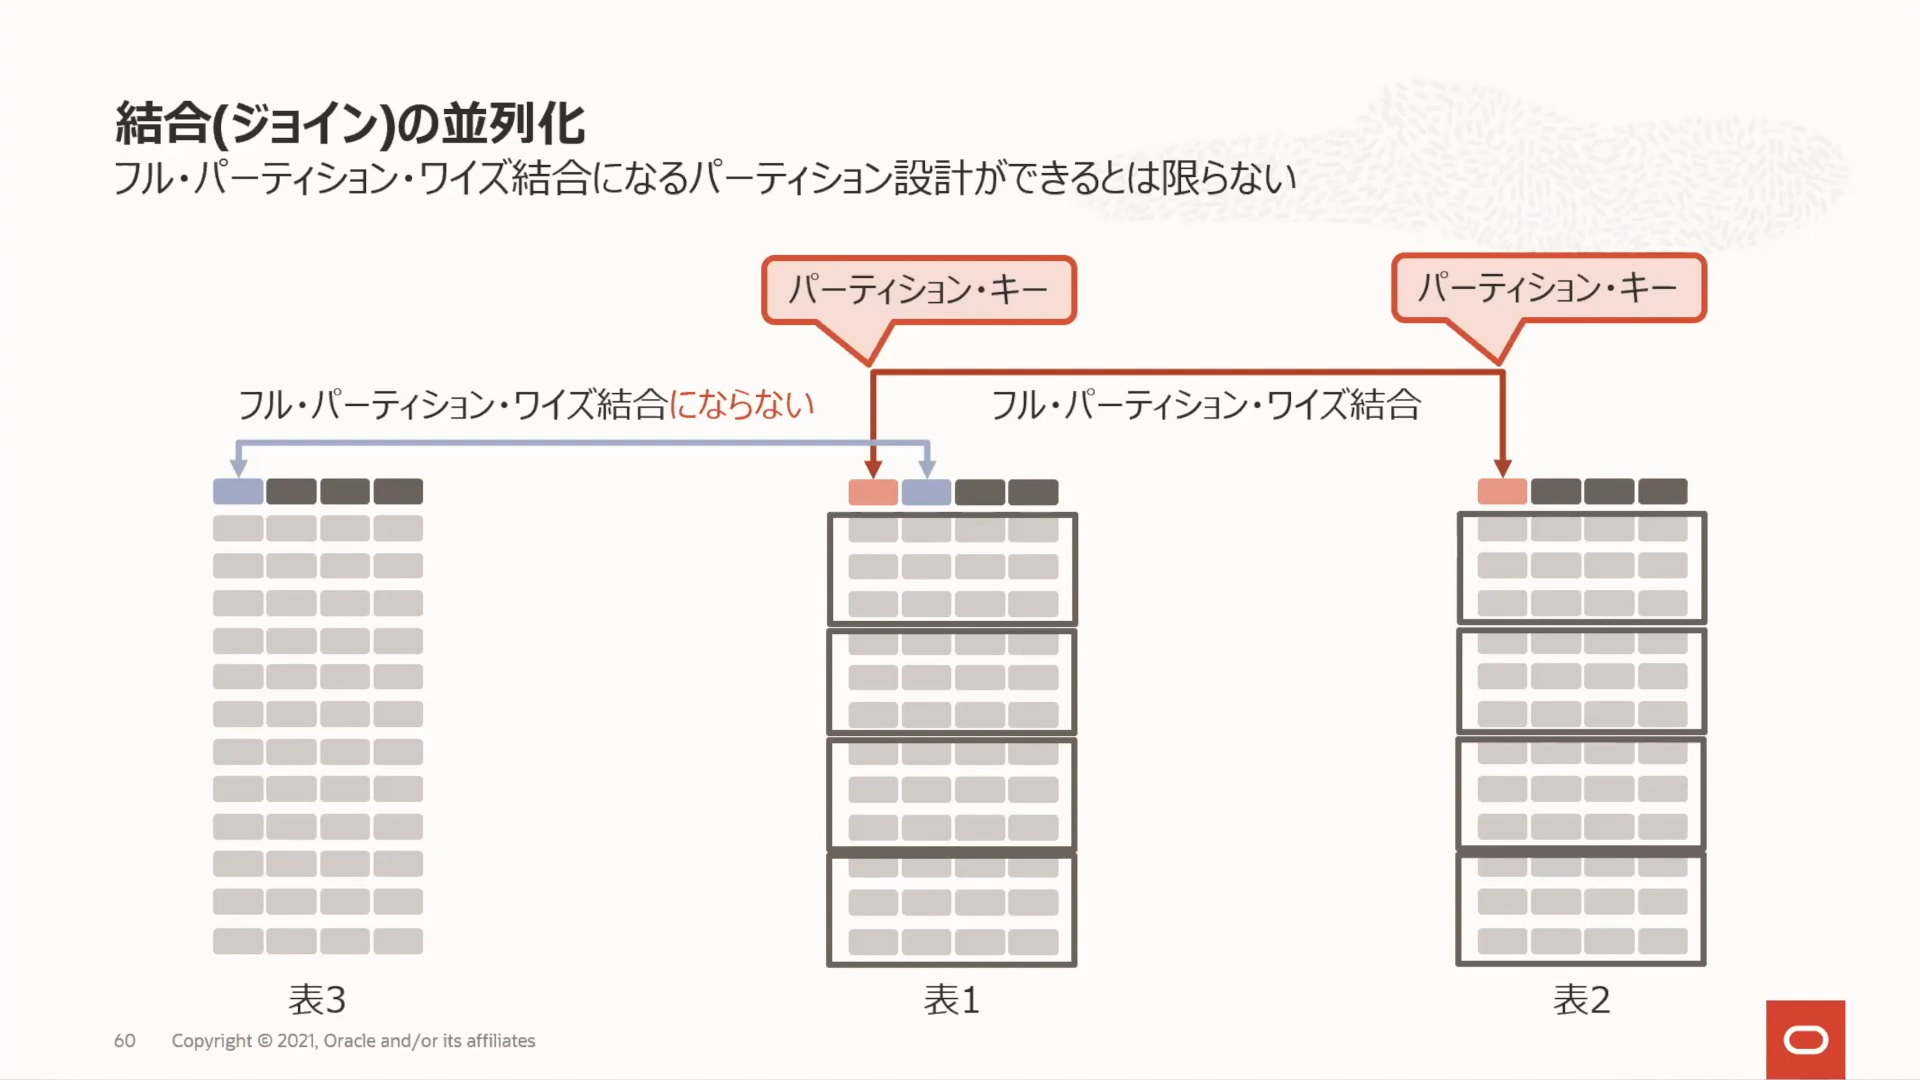 結合(ジョイン)の並列化
フル・パーティション・ワイズ結合になるパーティション設計ができるとは限らない
パーティション・キー
パーティション・キー
フル・パーティション・ワイズ結合にならない
フル・パーティション・ワイズ結合
表3
表1
表2
60 Copyright © 2021, Oracle and/or its affiliates